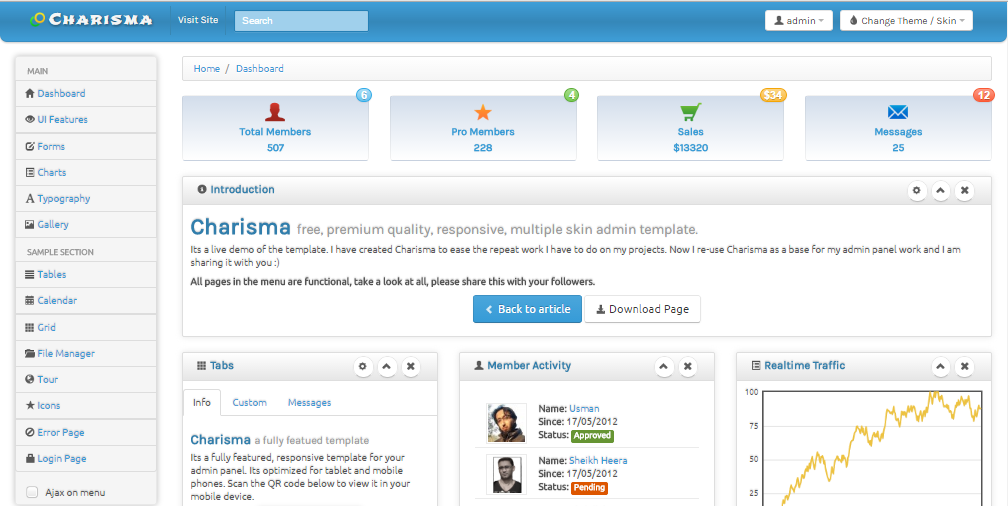 Charisma
Visit Site
Search
admin
Change Theme / Skin
MAIN
Dashboard
UI Features
Forms
Charts
Typography
Gallery
SAMPLE SECTION
Tables
Calendar
Grid
File Manager
Tour
Icons
Error Page
Login Page
Ajax on menu
Home / Dashboard
6
Total Members
507
4
Pro Members
228
$34
Sales
$13320
12
Messages
25
Introduction
Charisma free, premium quality, responsive, multiple skin admin template.
Its a live demo of the template. I have created Charisma to ease the repeat work I have to do on my projects. Now I re-use Charisma as a base for my admin panel work and I am
sharing it with you :)
All pages in the menu are functional, take a look at all, please share this with your followers.
Back to article
Download Page
Tabs
Info
Custom
Messages
Charisma a fully featued template
Its a fully featured, responsive template for your
admin panel. Its optimized for tablet and mobile
phones. Scan the QR code below to view it in your
mobile device.
Member Activity
Name: Usman
Since: 17/05/2012
Status: Approved
Name: Sheikh Heera
Since: 17/05/2012
Status: Pending
Realtime Traffic
100
75
50
25